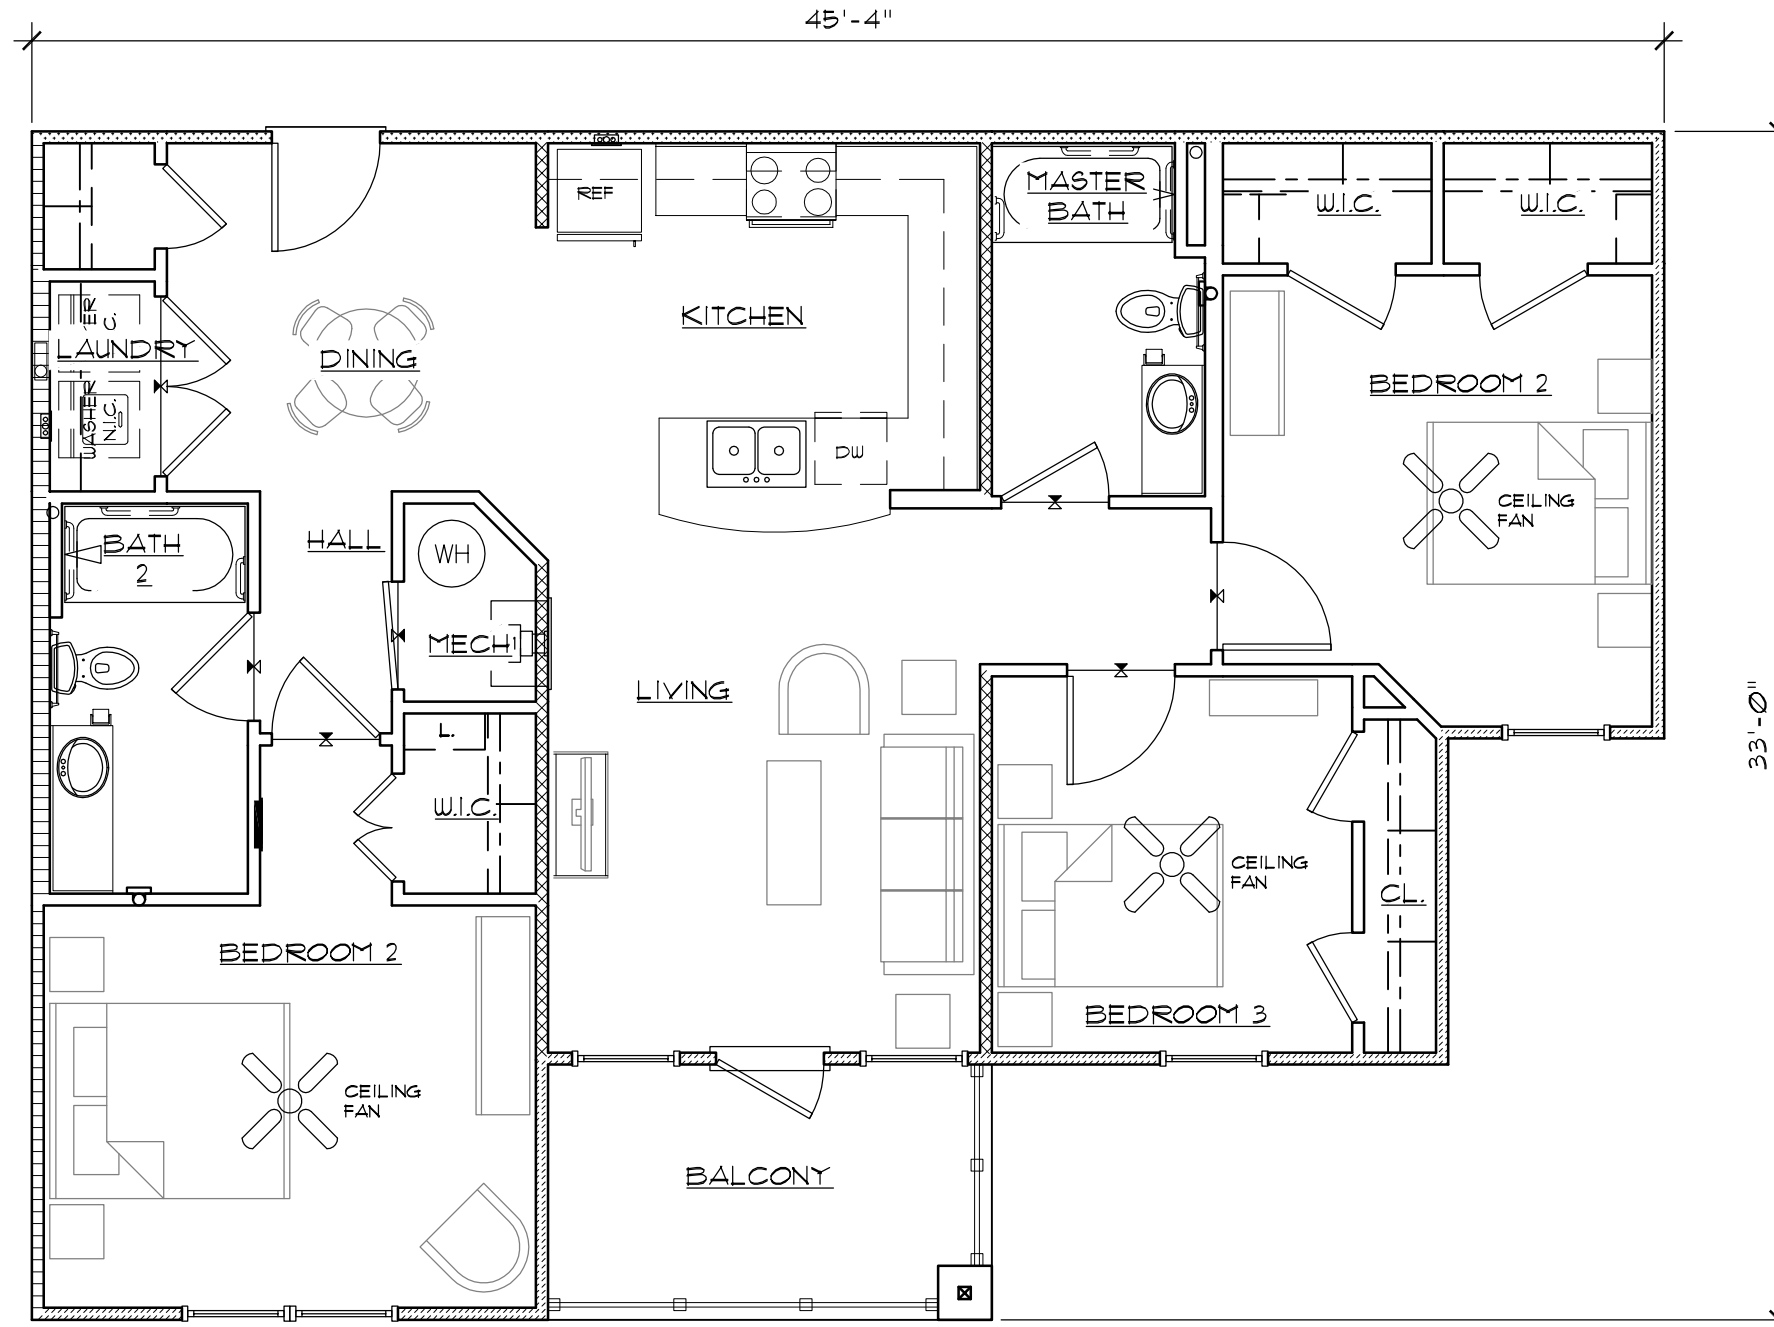 45'-4"
REF
MASTER
BATH
W.I.C.
W.I.C.
KITCHEN
LAUNDRY
DINING
WASHER
N.I.C.
BEDROOM 2
DW
CEILING
FAN
BATH
2
HALL
WH
MECH
LIVING
33'-0"
L.
W.I.C.
CEILING
FAN
CL.
BEDROOM 2
BEDROOM 3
CEILING
FAN
BALCONY